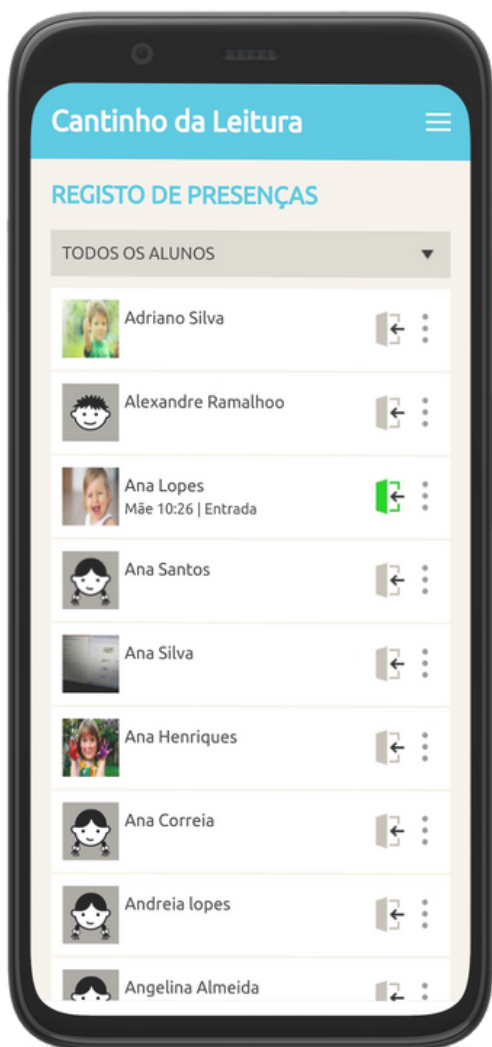 Cantinho da Leitura
REGISTO DE PRESENÇAS
TODOS OS ALUNOS
Adriano Silva
Alexandre Ramalhoo
Ana Lopes
Mãe 10:26 | Entrada
Ana Santos
Ana Silva
Ana Henriques
Ana Correia
Andreia lopes
Angelina Almeida